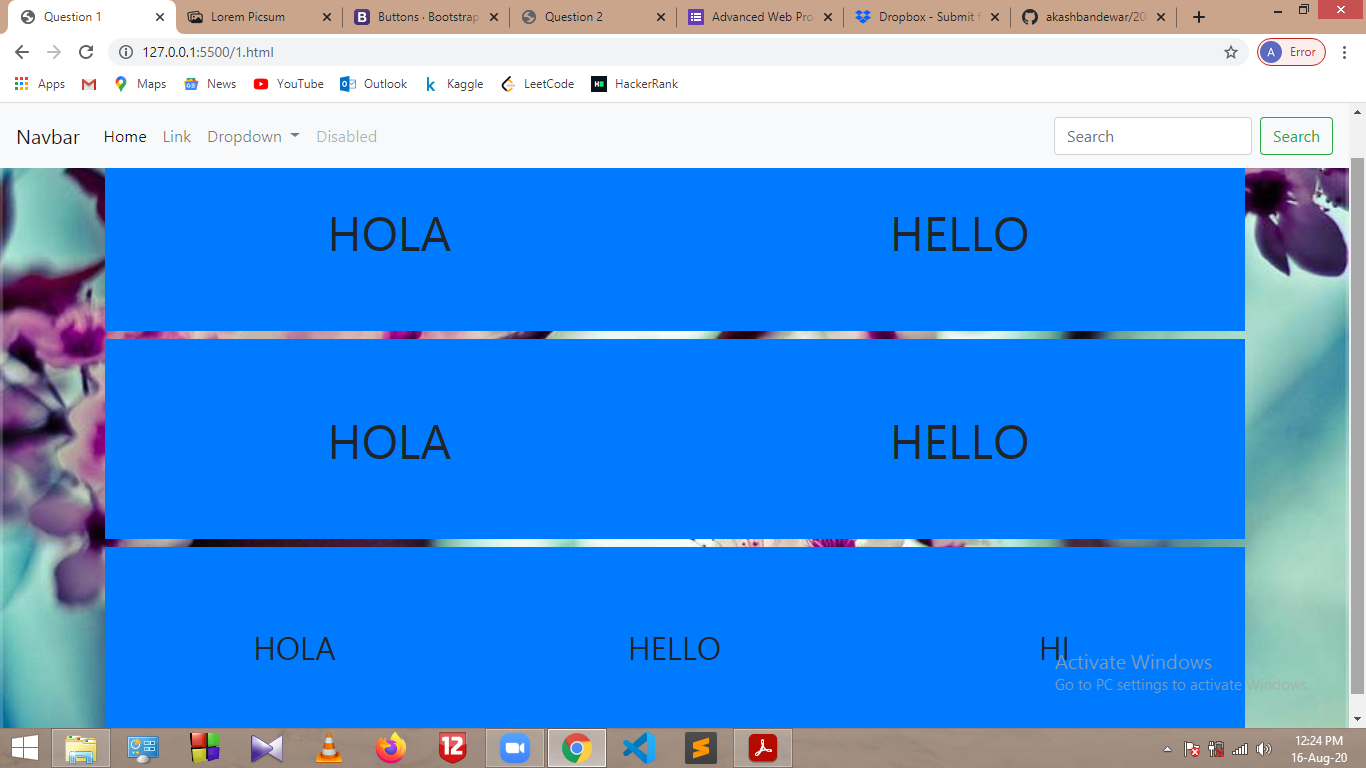 Question 1 Lorem Picsum Buttons · Bootstrap Question 2 Advanced Web Pro Dropbox - Submit f akashbandewar/20
127.0.0.1:5500/1.html A Error
Apps Maps News YouTube Outlook Kaggle LeetCode HackerRank
Navbar Home Link Dropdown Disabled Search Search
HOLA HELLO
HOLA HELLO
HOLA HELLO HI
Activate Windows
Go to PC settings to activate Windows.
12 12:24 PM
16-Aug-20